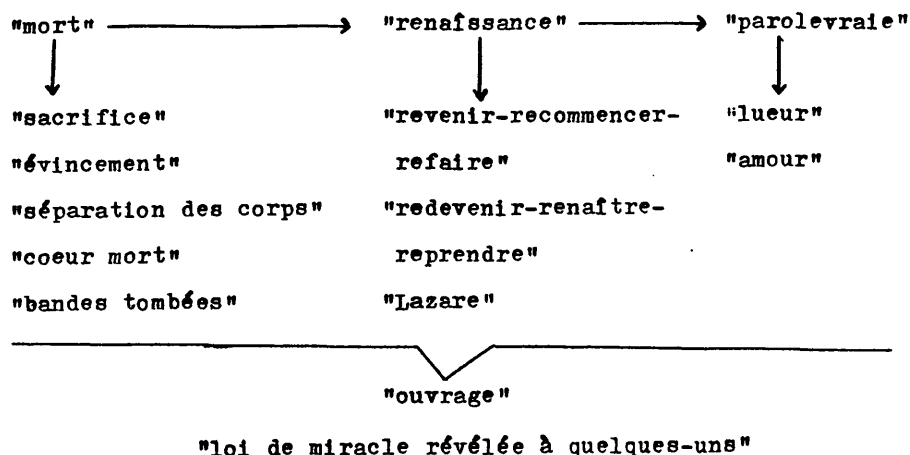 "mort" "renaîssance" "parolevraie"
"sacrifice" "revenir-recommencer- "lueur"
"évincement" refaire" "amour"
"séparation des corps" "redevenir-renaître-
"coeur mort" reprendre"
"bandes tombées" "Lazare"
"ouvrage"
"loi de miracle révélée à quelques-uns"